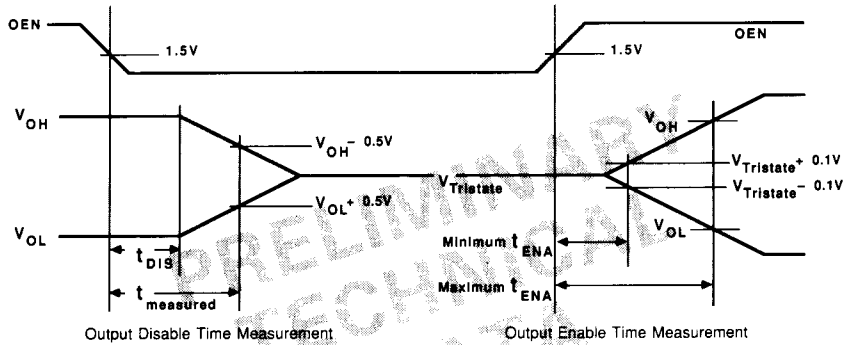 OEN
1.5V
OEN
1.5V
VOH
VOH - 0.5V
VOH
VTristate + 0.1V
VTristate
VTristate - 0.1V
VOL + 0.5V
VOL
VOL
tDIS
Minimum tENA
tmeasured
Maximum tENA
Output Disable Time Measurement
Output Enable Time Measurement
PRELIMINARY
TECHNICAL
DATA